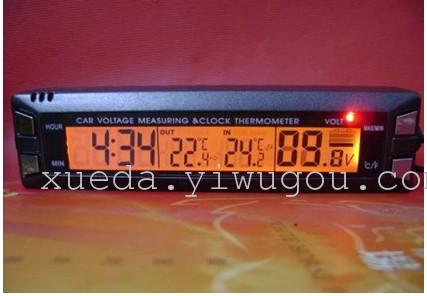 CAR VOLTAGE MEASURING &CLOCK THERMOMETER
HOUR VOLT MAX/MIN
OUT IN
4:34 22.4 °C 24.2 °C 09.8V
MIN °C/F
xueda.yiwugou.com